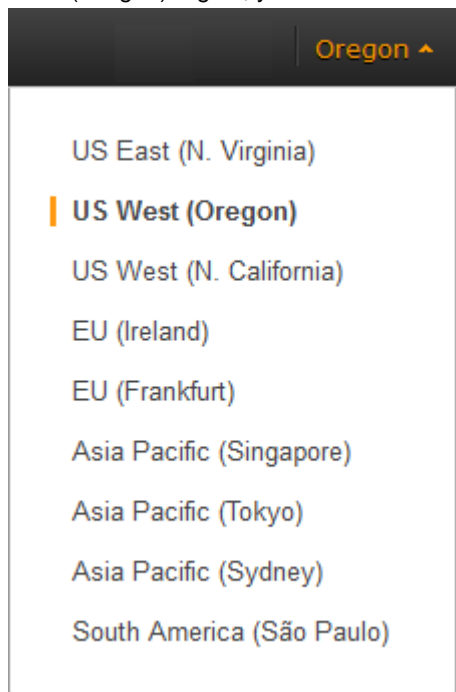 Oregon
US East (N. Virginia)
US West (Oregon)
US West (N. California)
EU (Ireland)
EU (Frankfurt)
Asia Pacific (Singapore)
Asia Pacific (Tokyo)
Asia Pacific (Sydney)
South America (São Paulo)